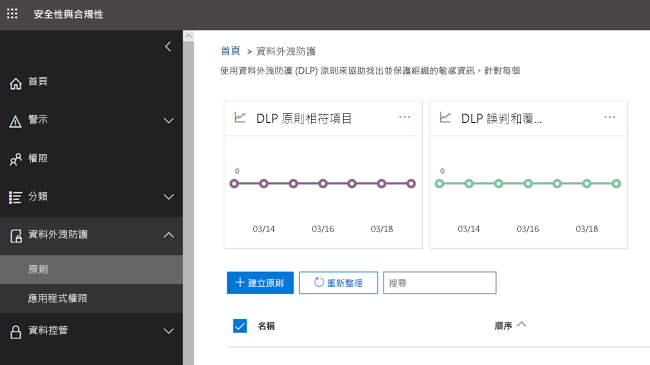 安全性與合規性
首頁
警示
權限
分類
資料外洩防護
原則
應用程式權限
資料控管
首頁 > 資料外洩防護
使用資料外洩防護 (DLP) 原則來協助找出並保護組織的敏感資訊。針對每個
DLP 原則相符項目 ...
0
03/14 03/16 03/18
DLP 誤判和覆... ...
0
03/14 03/16 03/18
+ 建立原則 重新整理 搜尋
名稱 順序